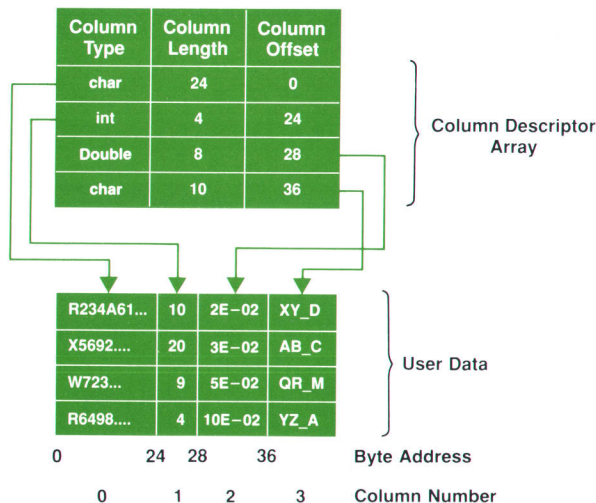 Column Type Column Length Column Offset
char 24 0
int 4 24
Double 8 28
char 10 36
Column Descriptor Array
R234A61... 10 2E−02 XY_D
X5692.... 20 3E−02 AB_C
W723... 9 5E−02 QR_M
R6498.... 4 10E−02 YZ_A
User Data
0 24 28 36 Byte Address
0 1 2 3 Column Number